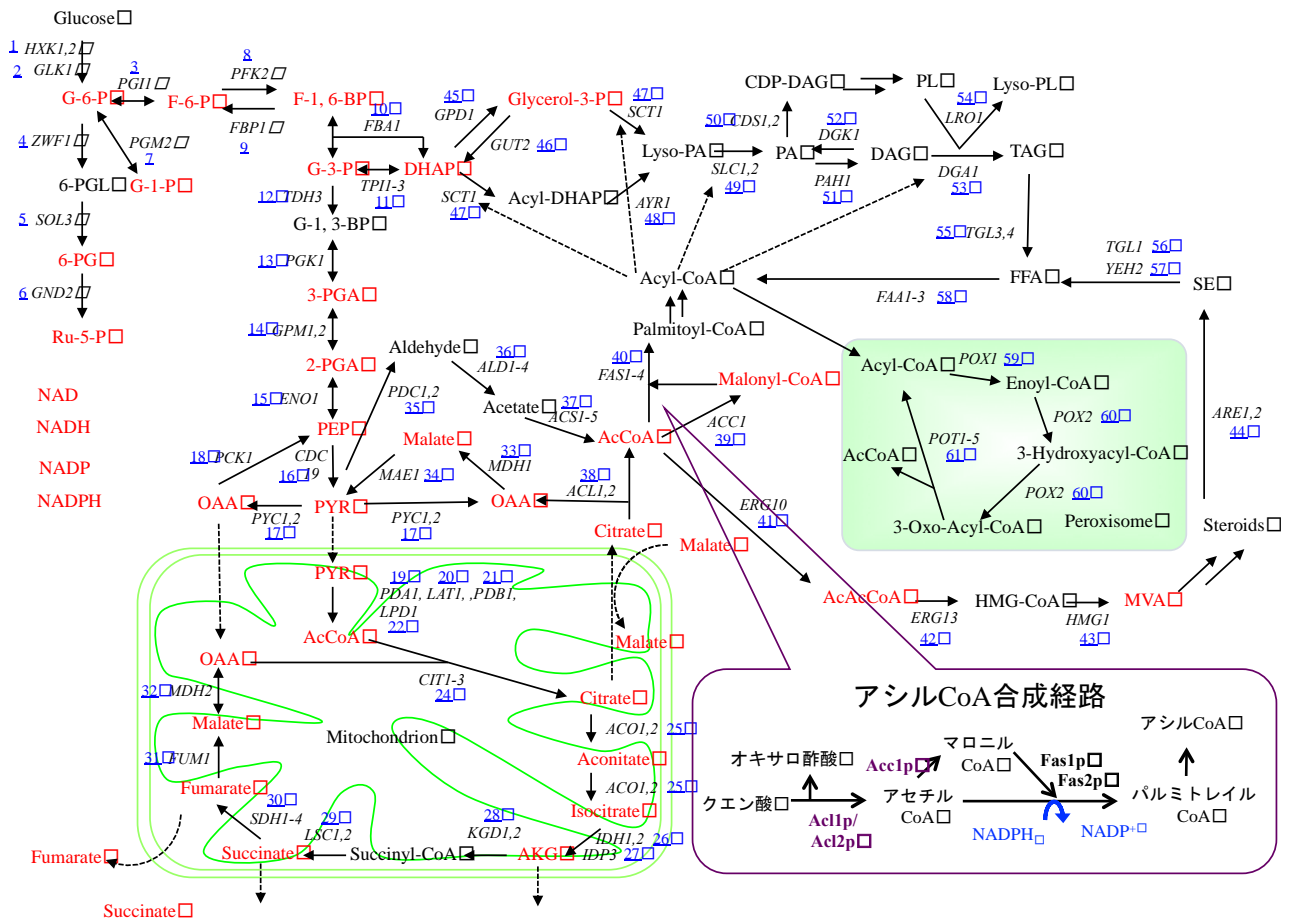 Glucose□
1 HXK1,2□
2 GLK1□
3
PGI1□
8
PFK2□
G-6-P□
F-6-P□
FBP1□
9
F-1, 6-BP□
10□
FBA1
4 ZWF1□
PGM2□
7
6-PGL□
G-1-P□
5 SOL3□
6-PG□
6 GND2□
Ru-5-P□
NAD
NADH
NADP
NADPH
45□
GPD1
Glycerol-3-P□
47□
SCT1
GUT2
46□
G-3-P□
DHAP□
TPI1-3
11□
12□TDH3
G-1, 3-BP□
13□PGK1
3-PGA□
14□GPM1,2
2-PGA□
15□ENO1
PEP□
SCT1
47□
Acyl-DHAP□
AYR1
48□
Lyso-PA□
SLC1,2
49□
50□CDS1,2
CDP-DAG□
PL□
Lyso-PL□
54□
LRO1
52□
DGK1
PA□
DAG□
TAG□
PAH1
51□
DGA1
53□
55□TGL3,4
TGL1 56□
YEH2 57□
Acyl-CoA□
FFA□
SE□
FAA1-3 58□
Palmitoyl-CoA□
40□
FAS1-4
Malonyl-CoA□
Aldehyde□
36□
ALD1-4
PDC1,2
35□
Acetate□
37□
ACS1-5
AcCoA□
ACC1
39□
18□PCK1
CDC
19
16□
Malate□
MAE1 34□
33□
MDH1
38□
ACL1,2
OAA□
PYR□
OAA□
PYC1,2
17□
PYC1,2
17□
Citrate□
Malate□
ERG10
41□
Acyl-CoA□
POX1 59□
Enoyl-CoA□
POX2 60□
POT1-5
61□
AcCoA□
3-Hydroxyacyl-CoA□
POX2 60□
3-Oxo-Acyl-CoA□
Peroxisome□
ARE1,2
44□
Steroids□
AcAcCoA□
ERG13
42□
HMG-CoA□
HMG1
43□
MVA□
PYR□
19□ 20□ 21□
PDA1, LAT1, ,PDB1,
LPD1
22□
AcCoA□
Malate□
OAA□
CIT1-3
24□
Citrate□
32□MDH2
ACO1,2 25□
Malate□
Mitochondrion□
Aconitate□
31□FUM1
ACO1,2 25□
Fumarate□
Isocitrate□
30□
SDH1-4
29□
LSC1,2
28□
KGD1,2
IDH1,2 26□
IDP3 27□
Succinate□
Succinyl-CoA□
AKG□
Fumarate□
Succinate□
アシルCoA合成経路
アシルCoA□
オキサロ酢酸□
Acc1p□
マロニル
CoA□
Fas1p□
Fas2p□
クエン酸□
アセチル
CoA□
パルミトレイル
CoA□
Acl1p/
Acl2p□
NADPH□
NADP+□